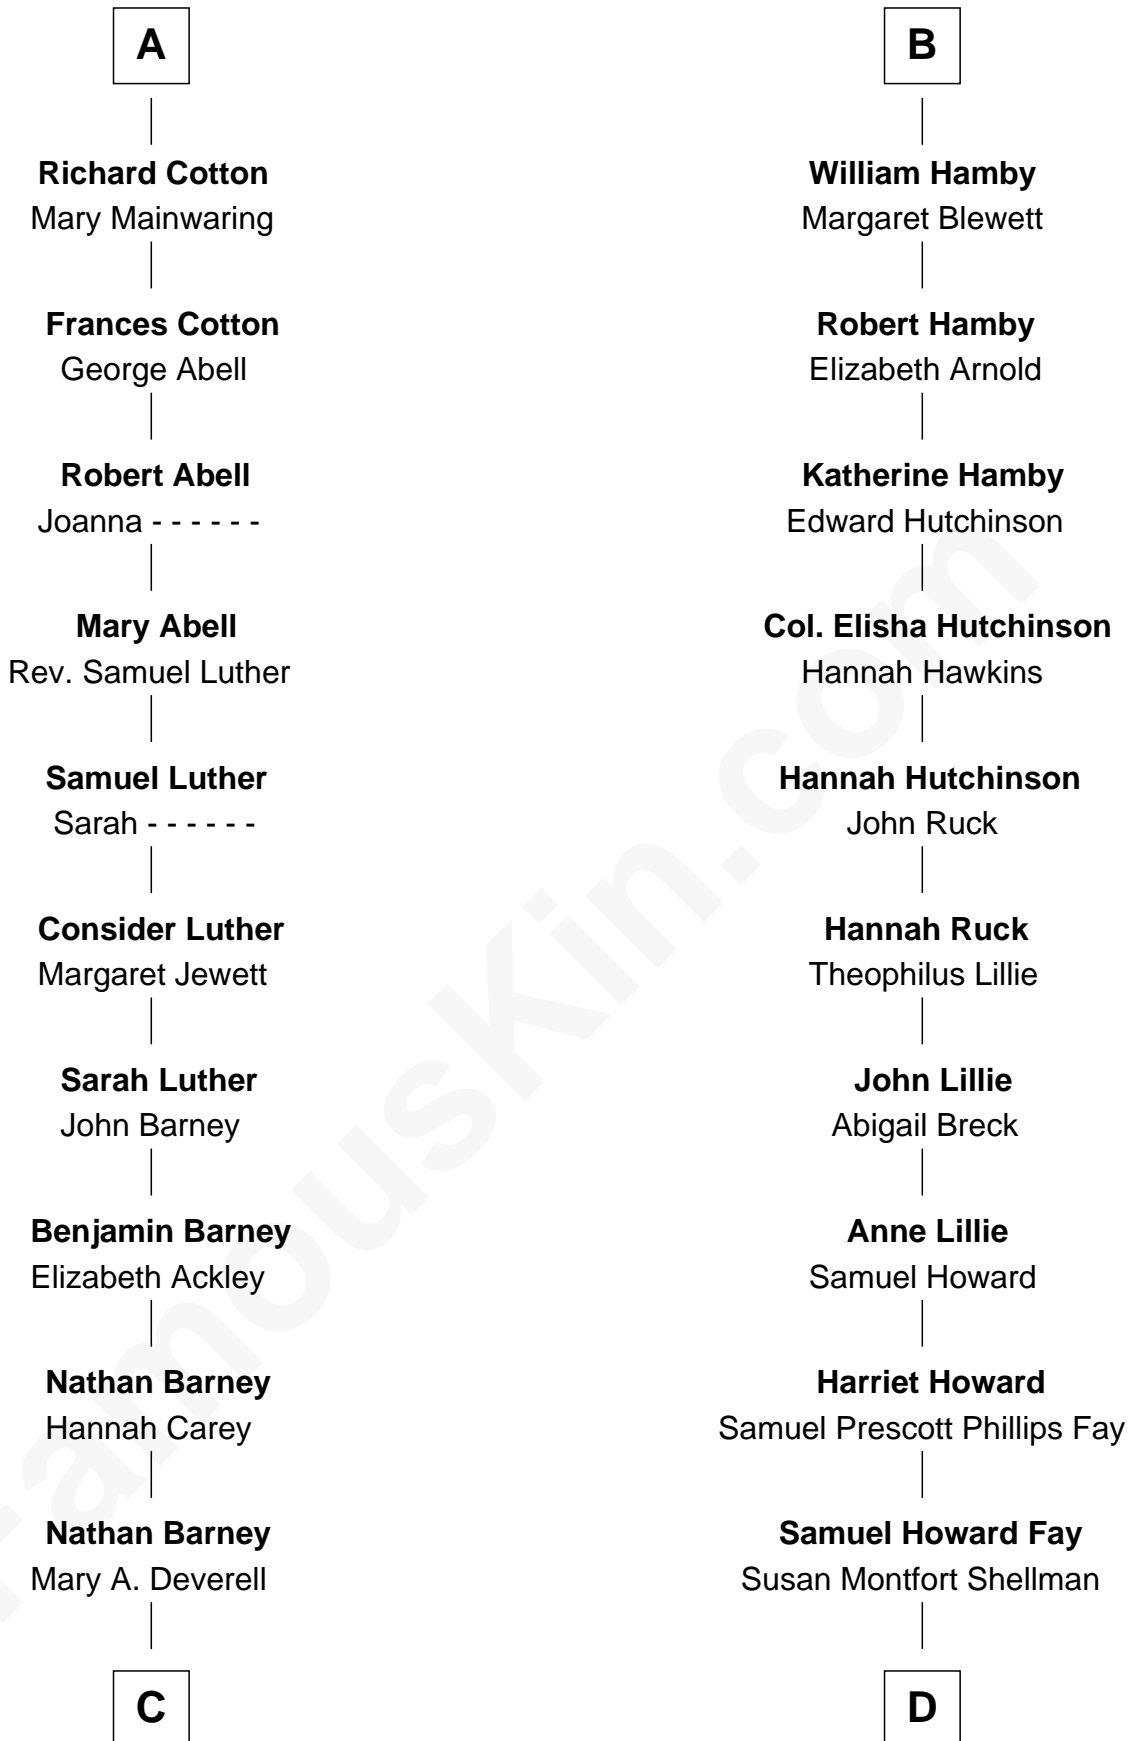 A
Richard Cotton
Mary Mainwaring
Frances Cotton
George Abell
Robert Abell
Joanna - - - - - -
Mary Abell
Rev. Samuel Luther
Samuel Luther
Sarah - - - - - -
Consider Luther
Margaret Jewett
Sarah Luther
John Barney
Benjamin Barney
Elizabeth Ackley
Nathan Barney
Hannah Carey
Nathan Barney
Mary A. Deverell
C
B
William Hamby
Margaret Blewett
Robert Hamby
Elizabeth Arnold
Katherine Hamby
Edward Hutchinson
Col. Elisha Hutchinson
Hannah Hawkins
Hannah Hutchinson
John Ruck
Hannah Ruck
Theophilus Lillie
John Lillie
Abigail Breck
Anne Lillie
Samuel Howard
Harriet Howard
Samuel Prescott Phillips Fay
Samuel Howard Fay
Susan Montfort Shellman
D
FamousKin.com